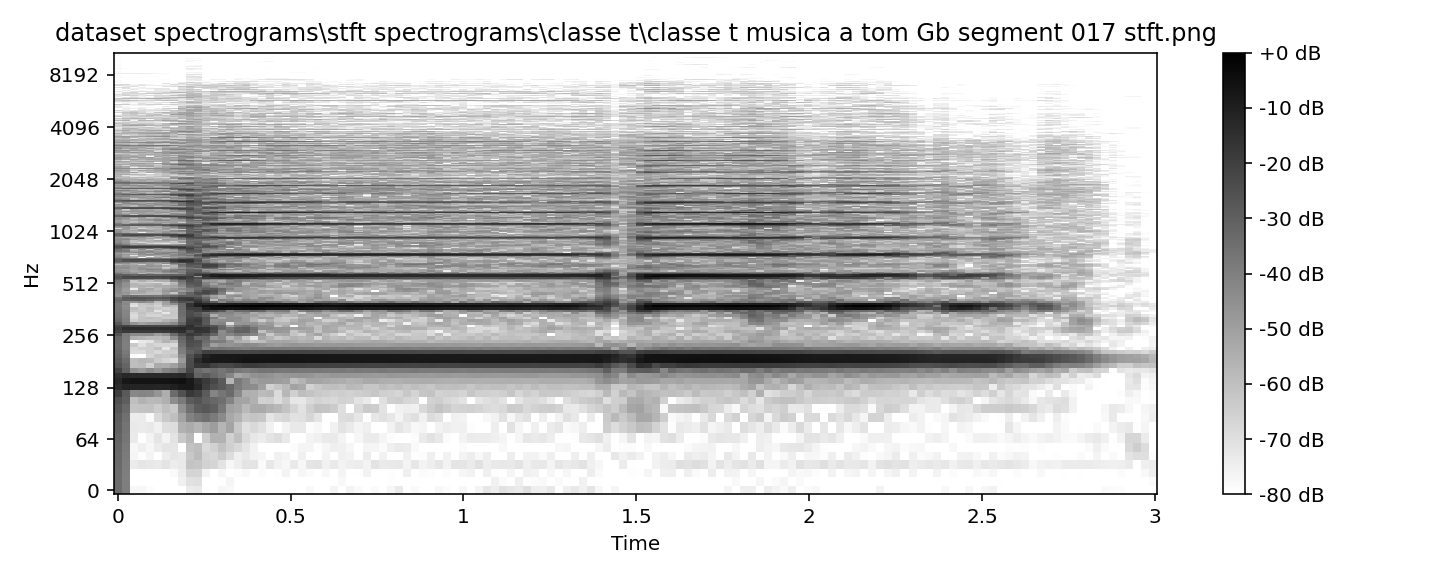 dataset spectrograms\stft spectrograms\classe t\classe t musica a tom Gb segment 017 stft.png
8192
4096
2048
1024
512
256
128
64
0
Hz
0
0.5
1
1.5
2
2.5
3
Time
+0 dB
-10 dB
-20 dB
-30 dB
-40 dB
-50 dB
-60 dB
-70 dB
-80 dB